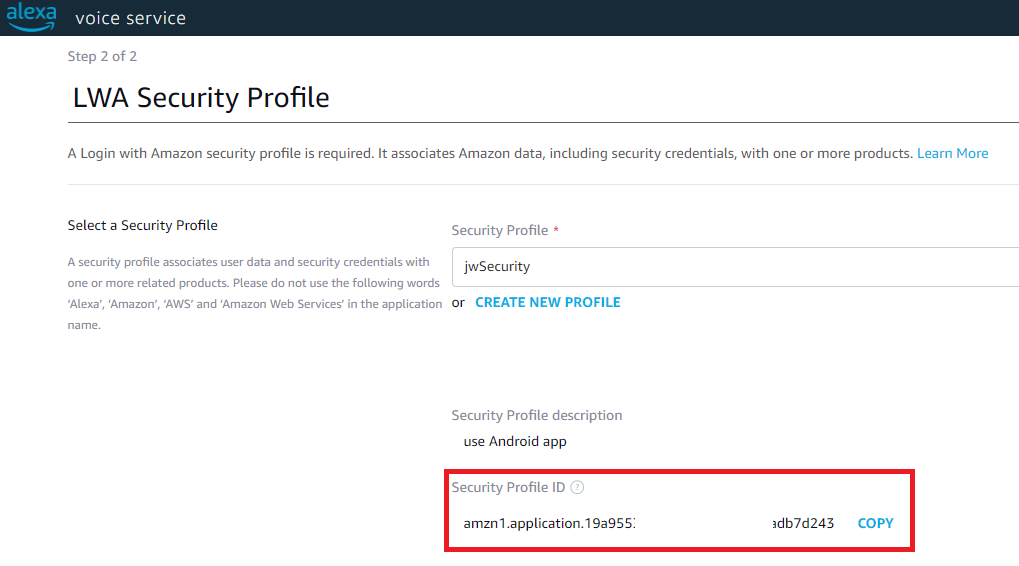 alexa voice service
Step 2 of 2
LWA Security Profile
A Login with Amazon security profile is required. It associates Amazon data, including security credentials, with one or more products. Learn More
Select a Security Profile
A security profile associates user data and security credentials with
one or more related products. Please do not use the following words
‘Alexa’, ‘Amazon’, ‘AWS’ and ‘Amazon Web Services’ in the application
name.
Security Profile *
jwSecurity
or CREATE NEW PROFILE
Security Profile description
use Android app
Security Profile ID ?
amzn1.application.19a955 adb7d243 COPY